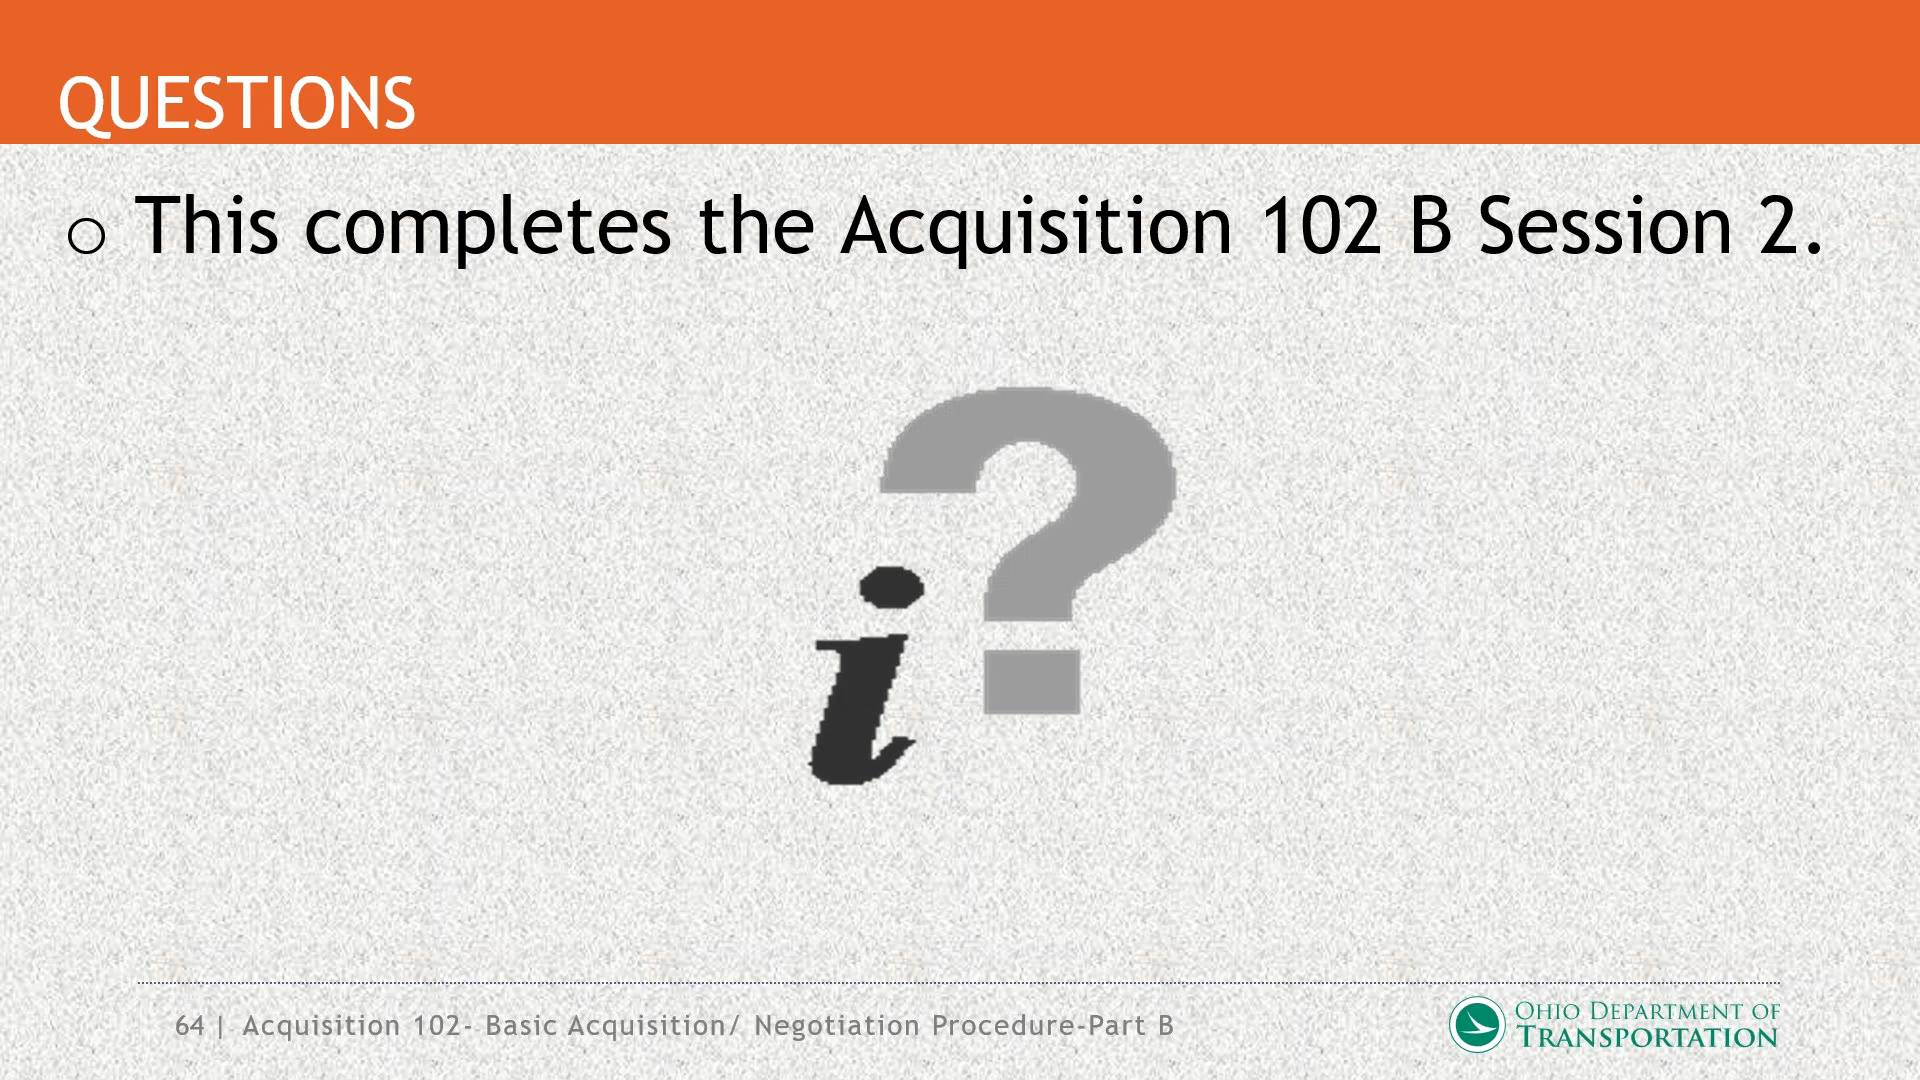 QUESTIONS
o This completes the Acquisition 102 B Session 2.
i?
64 | Acquisition 102- Basic Acquisition/ Negotiation Procedure-Part B
OHIO DEPARTMENT OF
TRANSPORTATION